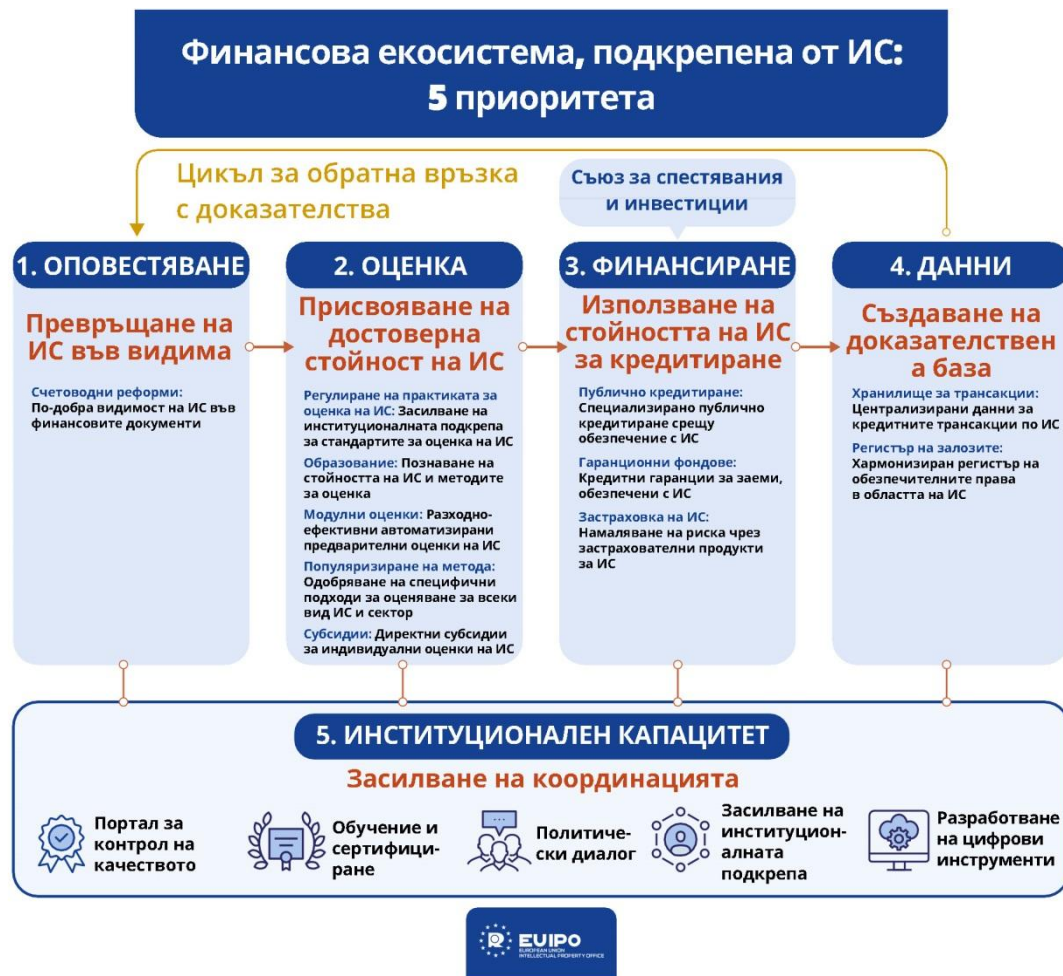 Финансова екосистема, подкрепена от ИС:
5 приоритета
Цикъл за обратна връзка
с доказателства
Съюз за спестявания
и инвестиции
1. ОПОВЕСТЯВАНЕ
Превръщане на
ИС във видима
Счетоводни реформи:
По-добра видимост на ИС във
финансовите документи
2. ОЦЕНКА
Присвояване на
достоверна
стойност на ИС
Регулиране на практиката за
оценка на ИС: Засилване на
институционалната подкрепа
за стандартите за оценка на ИС
Образование: Познаване на
стойността на ИС и методите
за оценка
Модулни оценки: Разходно-
ефективни автоматизирани
предварителни оценки на ИС
Популяризиране на метода:
Одобряване на специфични
подходи за оценяване за всеки
вид ИС и сектор
Субсидии: Директни субсидии
за индивидуални оценки на ИС
3. ФИНАНСИРАНЕ
Използване на
стойността на ИС
за кредитиране
Публично кредитиране:
Специализирано публично
кредитиране срещу
обезпечение с ИС
Гаранционни фондове:
Кредитни гаранции за заеми,
обезпечени с ИС
Застраховка на ИС:
Намаляване на риска чрез
застрахователни продукти
за ИС
4. ДАННИ
Създаване на
доказателствен
а база
Хранилище за трансакции:
Централизирани данни за
кредитните трансакции по ИС
Регистър на залозите:
Хармонизиран регистър на
обезпечителните права
в областта на ИС
5. ИНСТИТУЦИОНАЛЕН КАПАЦИТЕТ
Засилване на координацията
Портал за
контрол на
качеството
Обучение и
сертифици-
ране
Политиче-
ски диалог
Засилване на
институцион-
алната
подкрепа
Разработване
на цифрови
инструменти
EUIPO
EUROPEAN UNION
INTELLECTUAL PROPERTY OFFICE